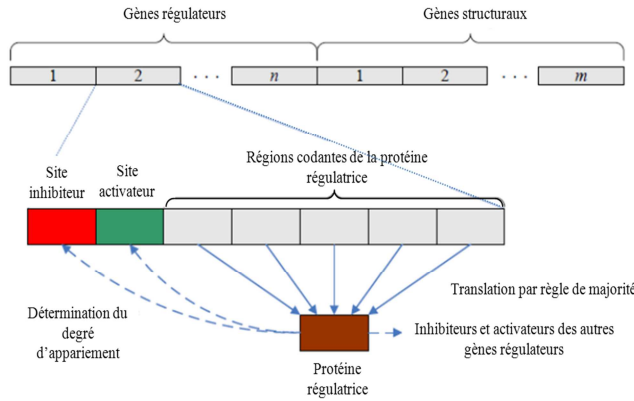 Gènes régulateurs
Gènes structuraux
1 2 ... n 1 2 ... m
Régions codantes de la protéine
régulatrice
Site
inhibiteur
Site
activateur
Translation par règle de majorité
Détermination du
degré
d'appariement
Inhibiteurs et activateurs des autres
gènes régulateurs
Protéine
régulatrice